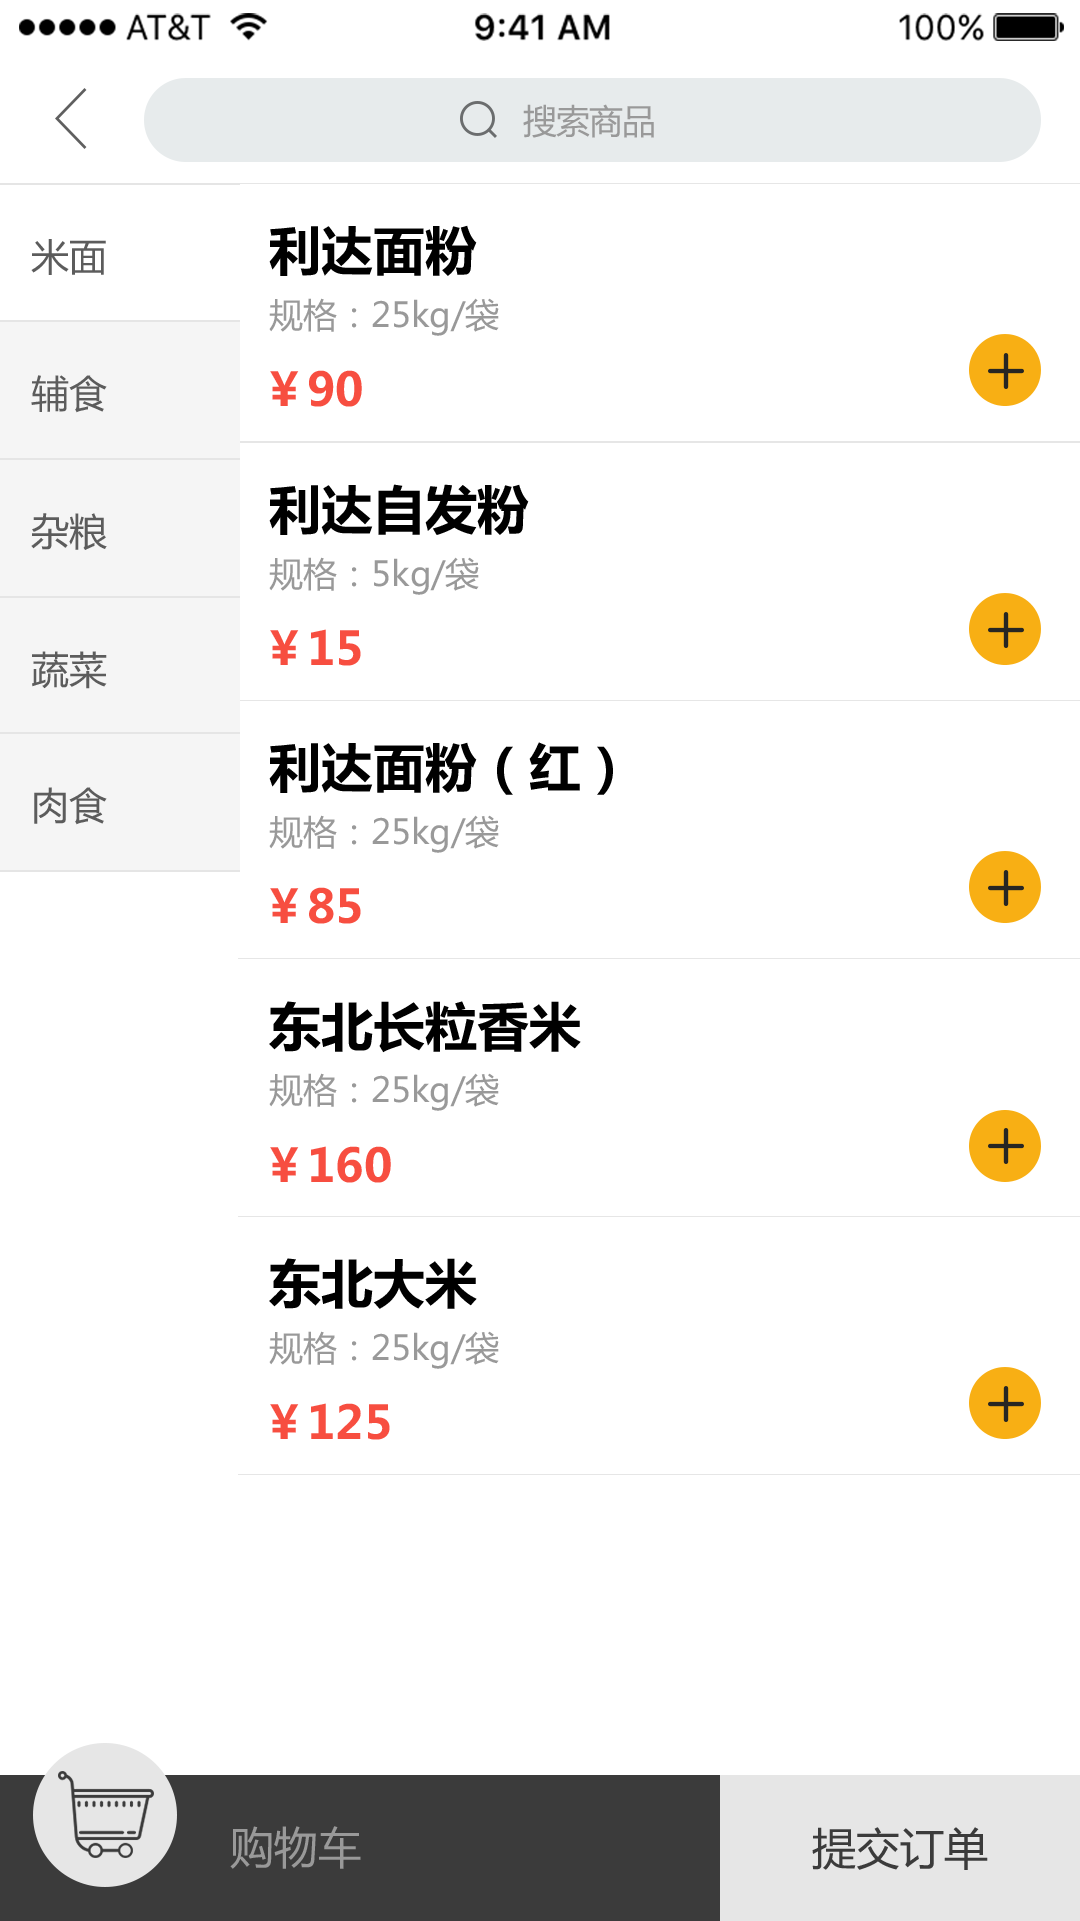 AT&T 9:41 AM 100%
搜索商品
米面
辅食
杂粮
蔬菜
肉食
利达面粉
规格：25kg/袋
¥90
利达自发粉
规格：5kg/袋
¥15
利达面粉（红）
规格：25kg/袋
¥85
东北长粒香米
规格：25kg/袋
¥160
东北大米
规格：25kg/袋
¥125
购物车
提交订单